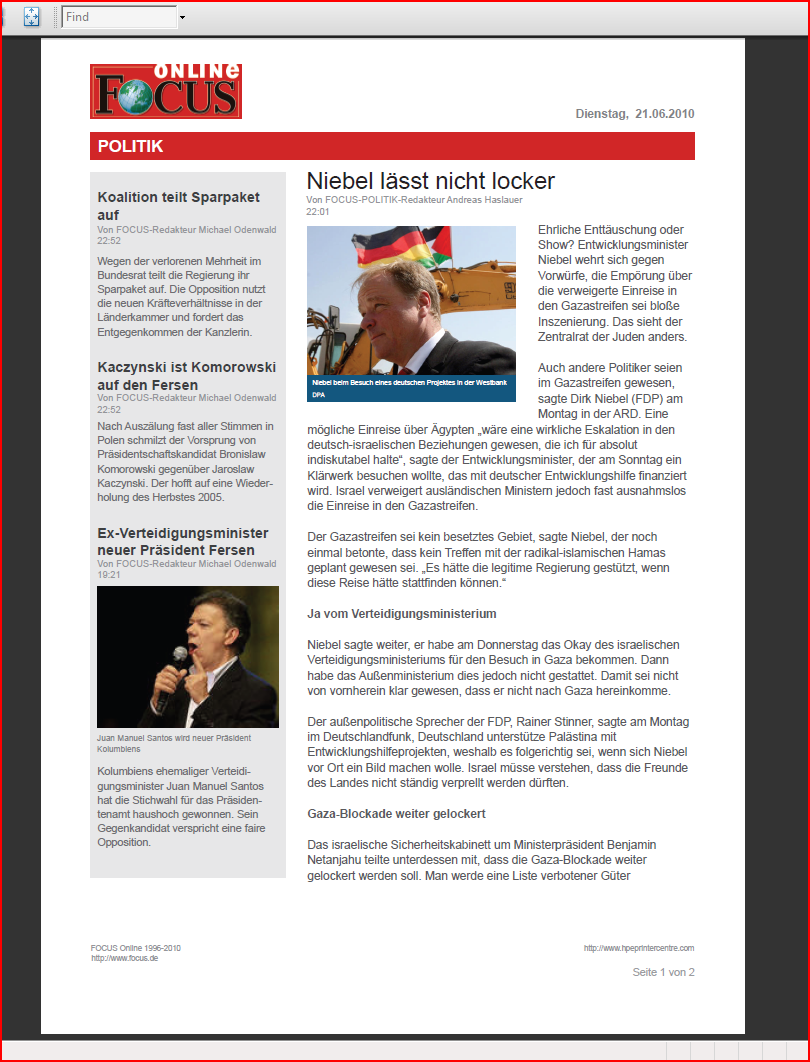 Find
ONLINE
FOCUS
Dienstag, 21.06.2010
POLITIK
Koalition teilt Sparpaket
auf
Von FOCUS-Redakteur Michael Odenwald
22:52
Wegen der verlorenen Mehrheit im
Bundesrat teilt die Regierung ihr
Sparpaket auf. Die Opposition nutzt
die neuen Kräfteverhältnisse in der
Länderkammer und fordert das
Entgegenkommen der Kanzlerin.
Kaczynski ist Komorowski
auf den Fersen
Von FOCUS-Redakteur Michael Odenwald
22:52
Nach Auszälung fast aller Stimmen in
Polen schmilzt der Vorsprung von
Präsidentschaftskandidat Bronislaw
Komorowski gegenüber Jaroslaw
Kaczynski. Der hofft auf eine Wieder-
holung des Herbstes 2005.
Ex-Verteidigungsminister
neuer Präsident Fersen
Von FOCUS-Redakteur Michael Odenwald
19:21
Juan Manuel Santos wird neuer Präsident
Kolumbiens
Kolumbiens ehemaliger Verteidi-
gungsminister Juan Manuel Santos
hat die Stichwahl für das Präsiden-
tenamt haushoch gewonnen. Sein
Gegenkandidat verspricht eine faire
Opposition.
Niebel lässt nicht locker
Von FOCUS-POLITIK-Redakteur Andreas Haslauer
22:01
Niebel beim Besuch eines deutschen Projektes in der Westbank
DPA
Ehrliche Enttäuschung oder
Show? Entwicklungsminister
Niebel wehrt sich gegen
Vorwürfe, die Empörung über
die verweigerte Einreise in
den Gazastreifen sei bloße
Inszenierung. Das sieht der
Zentralrat der Juden anders.
Auch andere Politiker seien
im Gazastreifen gewesen,
sagte Dirk Niebel (FDP) am
Montag in der ARD. Eine
mögliche Einreise über Ägypten „wäre eine wirkliche Eskalation in den
deutsch-israelischen Beziehungen gewesen, die ich für absolut
indiskutabel halte“, sagte der Entwicklungsminister, der am Sonntag ein
Klärwerk besuchen wollte, das mit deutscher Entwicklungshilfe finanziert
wird. Israel verweigert ausländischen Ministern jedoch fast ausnahmslos
die Einreise in den Gazastreifen.
Der Gazastreifen sei kein besetztes Gebiet, sagte Niebel, der noch
einmal betonte, dass kein Treffen mit der radikal-islamischen Hamas
geplant gewesen sei. „Es hätte die legitime Regierung gestützt, wenn
diese Reise hätte stattfinden können.“
Ja vom Verteidigungsministerium
Niebel sagte weiter, er habe am Donnerstag das Okay des israelischen
Verteidigungsministeriums für den Besuch in Gaza bekommen. Dann
habe das Außenministerium dies jedoch nicht gestattet. Damit sei nicht
von vornherein klar gewesen, dass er nicht nach Gaza hereinkomme.
Der außenpolitische Sprecher der FDP, Rainer Stinner, sagte am Montag
im Deutschlandfunk, Deutschland unterstütze Palästina mit
Entwicklungshilfeprojekten, weshalb es folgerichtig sei, wenn sich Niebel
vor Ort ein Bild machen wolle. Israel müsse verstehen, dass die Freunde
des Landes nicht ständig verprellt werden dürften.
Gaza-Blockade weiter gelockert
Das israelische Sicherheitskabinett um Ministerpräsident Benjamin
Netanjahu teilte unterdessen mit, dass die Gaza-Blockade weiter
gelockert werden soll. Man werde eine Liste verbotener Güter
FOCUS Online 1996-2010
http://www.focus.de
http://www.hpeprintercentre.com
Seite 1 von 2